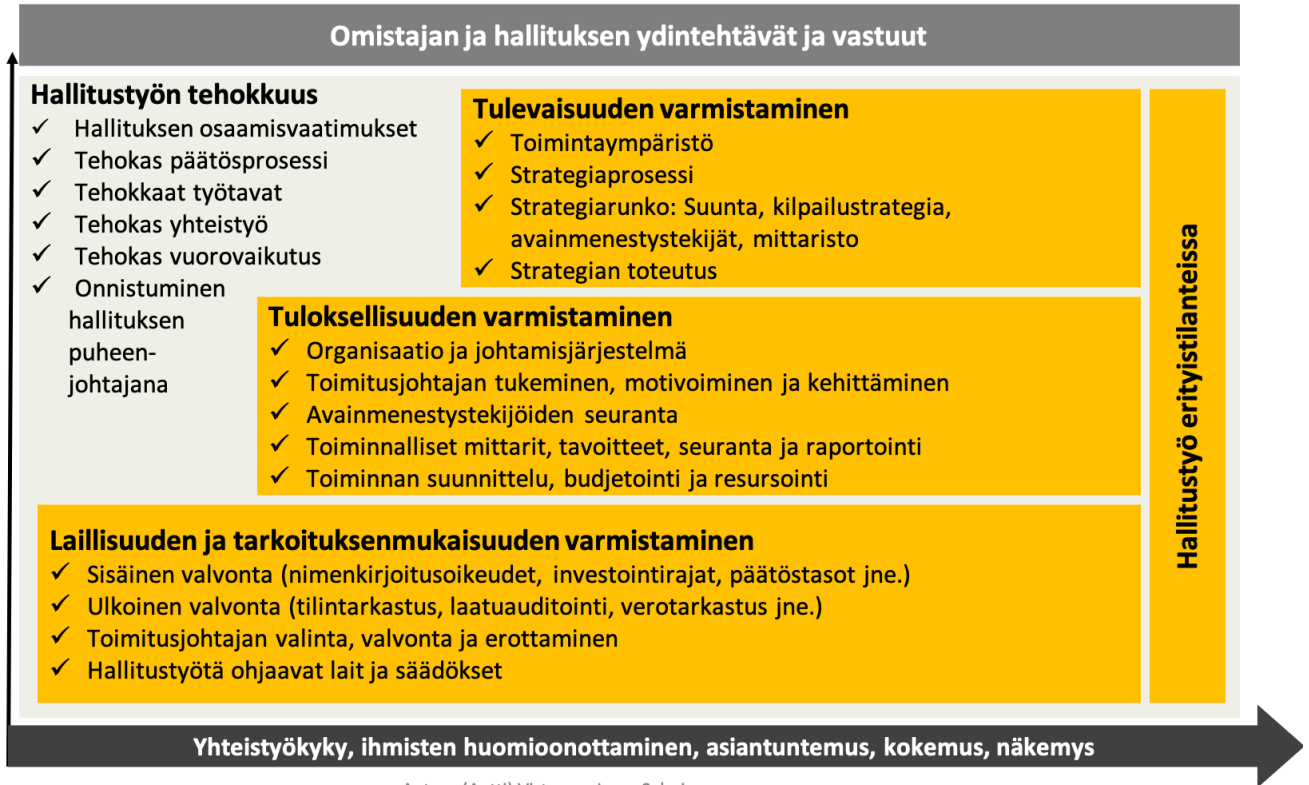 Omistajan ja hallituksen ydintehtävät ja vastuut
Hallitustyön tehokkuus
✓ Hallituksen osaamisvaatimukset
✓ Tehokas päätösprosessi
✓ Tehokkaat työtavat
✓ Tehokas yhteistyö
✓ Tehokas vuorovaikutus
✓ Onnistuminen
hallituksen
puheen-
johtajana
Tulevaisuuden varmistaminen
✓ Toimintaympäristö
✓ Strategiaprosessi
✓ Strategiarunko: Suunta, kilpailustrategia,
avainmenestystekijät, mittaristo
✓ Strategian toteutus
Tuloksellisuuden varmistaminen
✓ Organisaatio ja johtamisjärjestelmä
✓ Toimitusjohtajan tukeminen, motivoiminen ja kehittäminen
✓ Avainmenestystekijöiden seuranta
✓ Toiminnalliset mittarit, tavoitteet, seuranta ja raportointi
✓ Toiminnan suunnittelu, budjetointi ja resursointi
Laillisuuden ja tarkoituksenmukaisuuden varmistaminen
✓ Sisäinen valvonta (nimenkirjoitusoikeudet, investointirajat, päätöstasot jne.)
✓ Ulkoinen valvonta (tilintarkastus, laatuauditointi, verotarkastus jne.)
✓ Toimitusjohtajan valinta, valvonta ja erottaminen
✓ Hallitustyötä ohjaavat lait ja säädökset
Hallitustyö erityistilanteissa
Yhteistyökyky, ihmisten huomioonottaminen, asiantuntemus, kokemus, näkemys